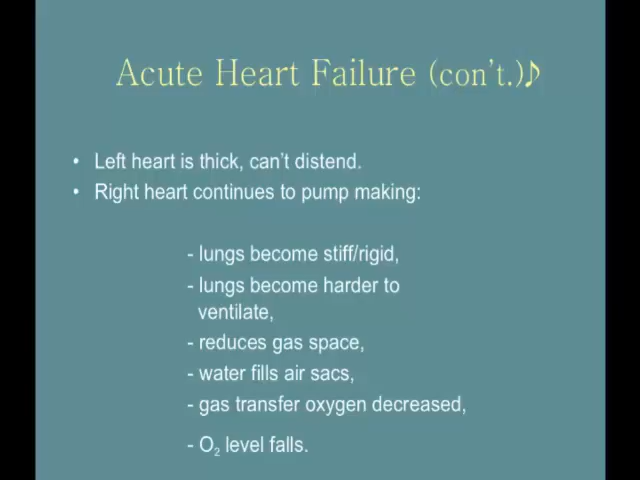 Acute Heart Failure (con't.)♪
• Left heart is thick, can't distend.
• Right heart continues to pump making:
- lungs become stiff/rigid,
- lungs become harder to
ventilate,
- reduces gas space,
- water fills air sacs,
- gas transfer oxygen decreased,
- O₂ level falls.